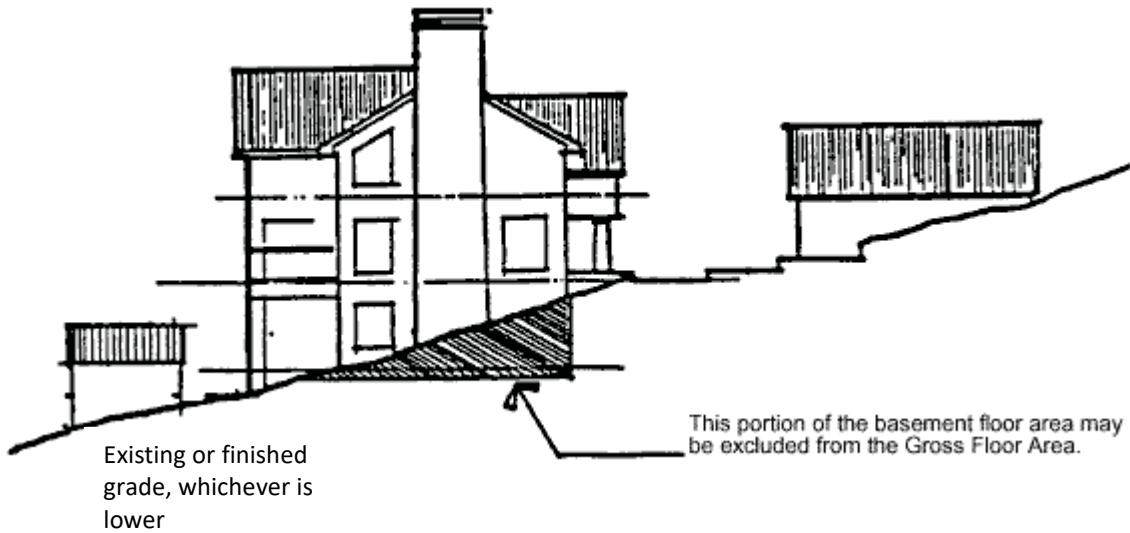 This portion of the basement floor area may
be excluded from the Gross Floor Area.
Existing or finished
grade, whichever is
lower